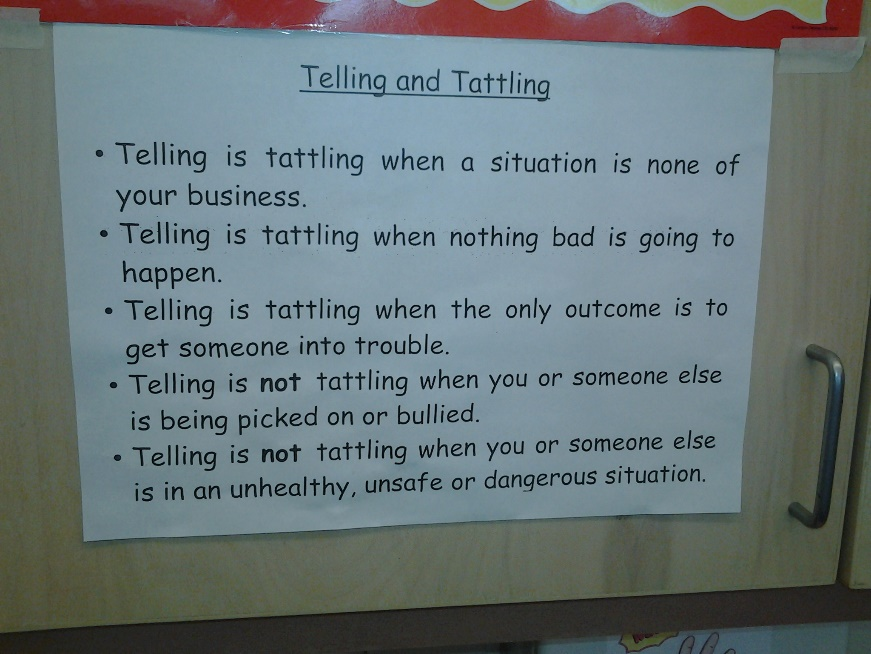 Telling and Tattling
• Telling is tattling when a situation is none of
your business.
• Telling is tattling when nothing bad is going to
happen.
• Telling is tattling when the only outcome is to
get someone into trouble.
• Telling is not tattling when you or someone else
is being picked on or bullied.
• Telling is not tattling when you or someone else
is in an unhealthy, unsafe or dangerous situation.